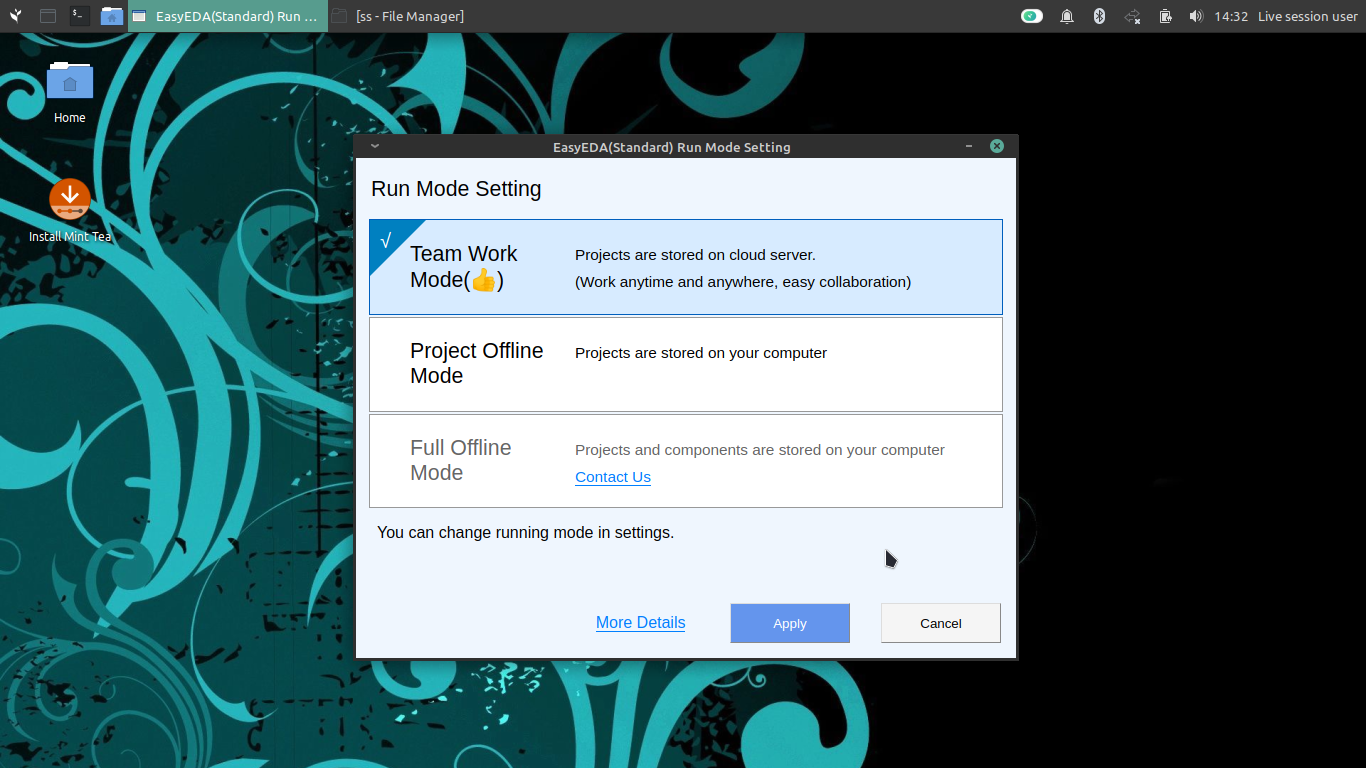 EasyEDA(Standard) Run ...
[ss - File Manager]
14:32
Live session user
Home
Install Mint Tea
EasyEDA(Standard) Run Mode Setting
Run Mode Setting
√
Team Work
Mode(👍)
Projects are stored on cloud server.
(Work anytime and anywhere, easy collaboration)
Project Offline
Mode
Projects are stored on your computer
Full Offline
Mode
Projects and components are stored on your computer
Contact Us
You can change running mode in settings.
More Details
Apply
Cancel